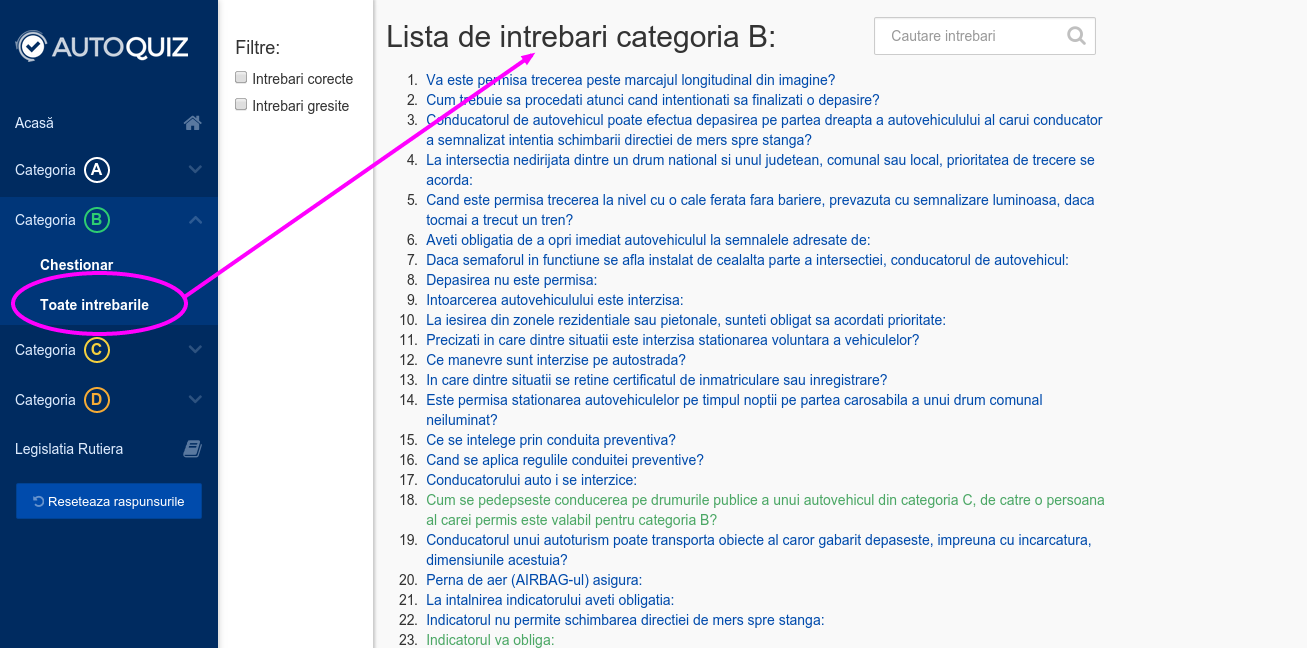 AUTOQUIZ
Acasă
Categoria A
Categoria B
Chestionar
Toate intrebarile
Categoria C
Categoria D
Legislatia Rutiera
Reseteaza raspunsurile
Filtre:
Intrebari corecte
Intrebari gresite
Lista de intrebari categoria B:
Cautare intrebari
1. Va este permisa trecerea peste marcajul longitudinal din imagine?
2. Cum trebuie sa procedati atunci cand intentionati sa finalizati o depasire?
3. Conducatorul de autovehicul poate efectua depasirea pe partea dreapta a autovehiculului al carui conducator
a semnalizat intentia schimbarii directiei de mers spre stanga?
4. La intersectia nedirijata dintre un drum national si unul judetean, comunal sau local, prioritatea de trecere se
acorda:
5. Cand este permisa trecerea la nivel cu o cale ferata fara bariere, prevazuta cu semnalizare luminoasa, daca
tocmai a trecut un tren?
6. Aveti obligatia de a opri imediat autovehiculul la semnalele adresate de:
7. Daca semaforul in functiune se afla instalat de cealalta parte a intersectiei, conducatorul de autovehicul:
8. Depasirea nu este permisa:
9. Intoarcerea autovehiculului este interzisa:
10. La iesirea din zonele rezidentiale sau pietonale, sunteti obligat sa acordati prioritate:
11. Precizati in care dintre situatii este interzisa stationarea voluntara a vehiculelor?
12. Ce manevre sunt interzise pe autostrada?
13. In care dintre situatii se retine certificatul de inmatriculare sau inregistrare?
14. Este permisa stationarea autovehiculelor pe timpul noptii pe partea carosabila a unui drum comunal
neiluminat?
15. Ce se intelege prin conduita preventiva?
16. Cand se aplica regulile conduitei preventive?
17. Conducatorului auto i se interzice:
18. Cum se pedepseste conducerea pe drumurile publice a unui autovehicul din categoria C, de catre o persoana
al carei permis este valabil pentru categoria B?
19. Conducatorul unui autoturism poate transporta obiecte al caror gabarit depaseste, impreuna cu incarcatura,
dimensiunile acestuia?
20. Perna de aer (AIRBAG-ul) asigura:
21. La intalnirea indicatorului aveti obligatia:
22. Indicatorul nu permite schimbarea directiei de mers spre stanga:
23. Indicatorul va obliga: